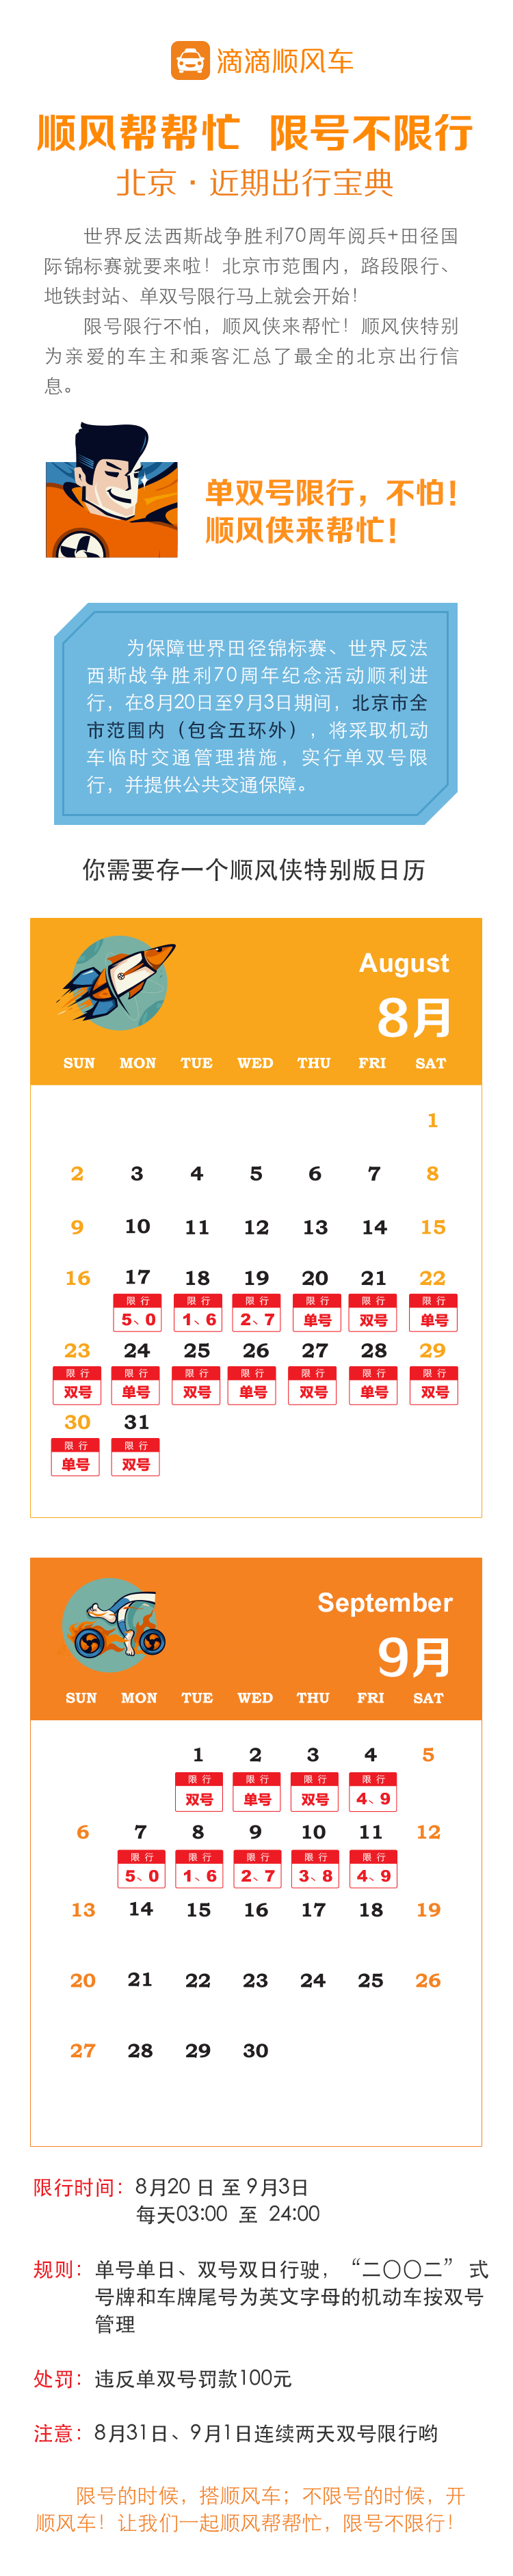 滴滴顺风车
顺风帮帮忙 限号不限行
北京·近期出行宝典
世界反法西斯战争胜利70周年阅兵+田径国
际锦标赛就要来啦！北京市范围内，路段限行、
地铁封站、单双号限行马上就会开始！
限号限行不怕，顺风侠来帮忙！顺风侠特别
为亲爱的车主和乘客汇总了最全的北京出行信
息。
单双号限行，不怕！
顺风侠来帮忙！
为保障世界田径锦标赛、世界反法
西斯战争胜利70周年纪念活动顺利进
行，在8月20日至9月3日期间，北京市全
市范围内（包含五环外），将采取机动
车临时交通管理措施，实行单双号限
行，并提供公共交通保障。
你需要存一个顺风侠特别版日历
August
8月
SUN MON TUE WED THU FRI SAT
1
2 3 4 5 6 7 8
9 10 11 12 13 14 15
16 17 18 19 20 21 22
限行 限行 限行 限行 限行 限行
5、0 1、6 2、7 单号 双号 单号
23 24 25 26 27 28 29
限行 限行 限行 限行 限行 限行 限行
双号 单号 双号 单号 双号 单号 双号
30 31
限行 限行
单号 双号
September
9月
SUN MON TUE WED THU FRI SAT
1 2 3 4 5
限行 限行 限行 限行
双号 单号 双号 4、9
6 7 8 9 10 11 12
限行 限行 限行 限行 限行
5、0 1、6 2、7 3、8 4、9
13 14 15 16 17 18 19
20 21 22 23 24 25 26
27 28 29 30
限行时间：8月20 日 至 9月3日
每天03:00 至 24:00
规则：单号单日、双号双日行驶，“二〇〇二” 式
号牌和车牌尾号为英文字母的机动车按双号
管理
处罚：违反单双号罚款100元
注意：8月31日、9月1日连续两天双号限行哟
限号的时候，搭顺风车；不限号的时候，开
顺风车！让我们一起顺风帮帮忙，限号不限行！